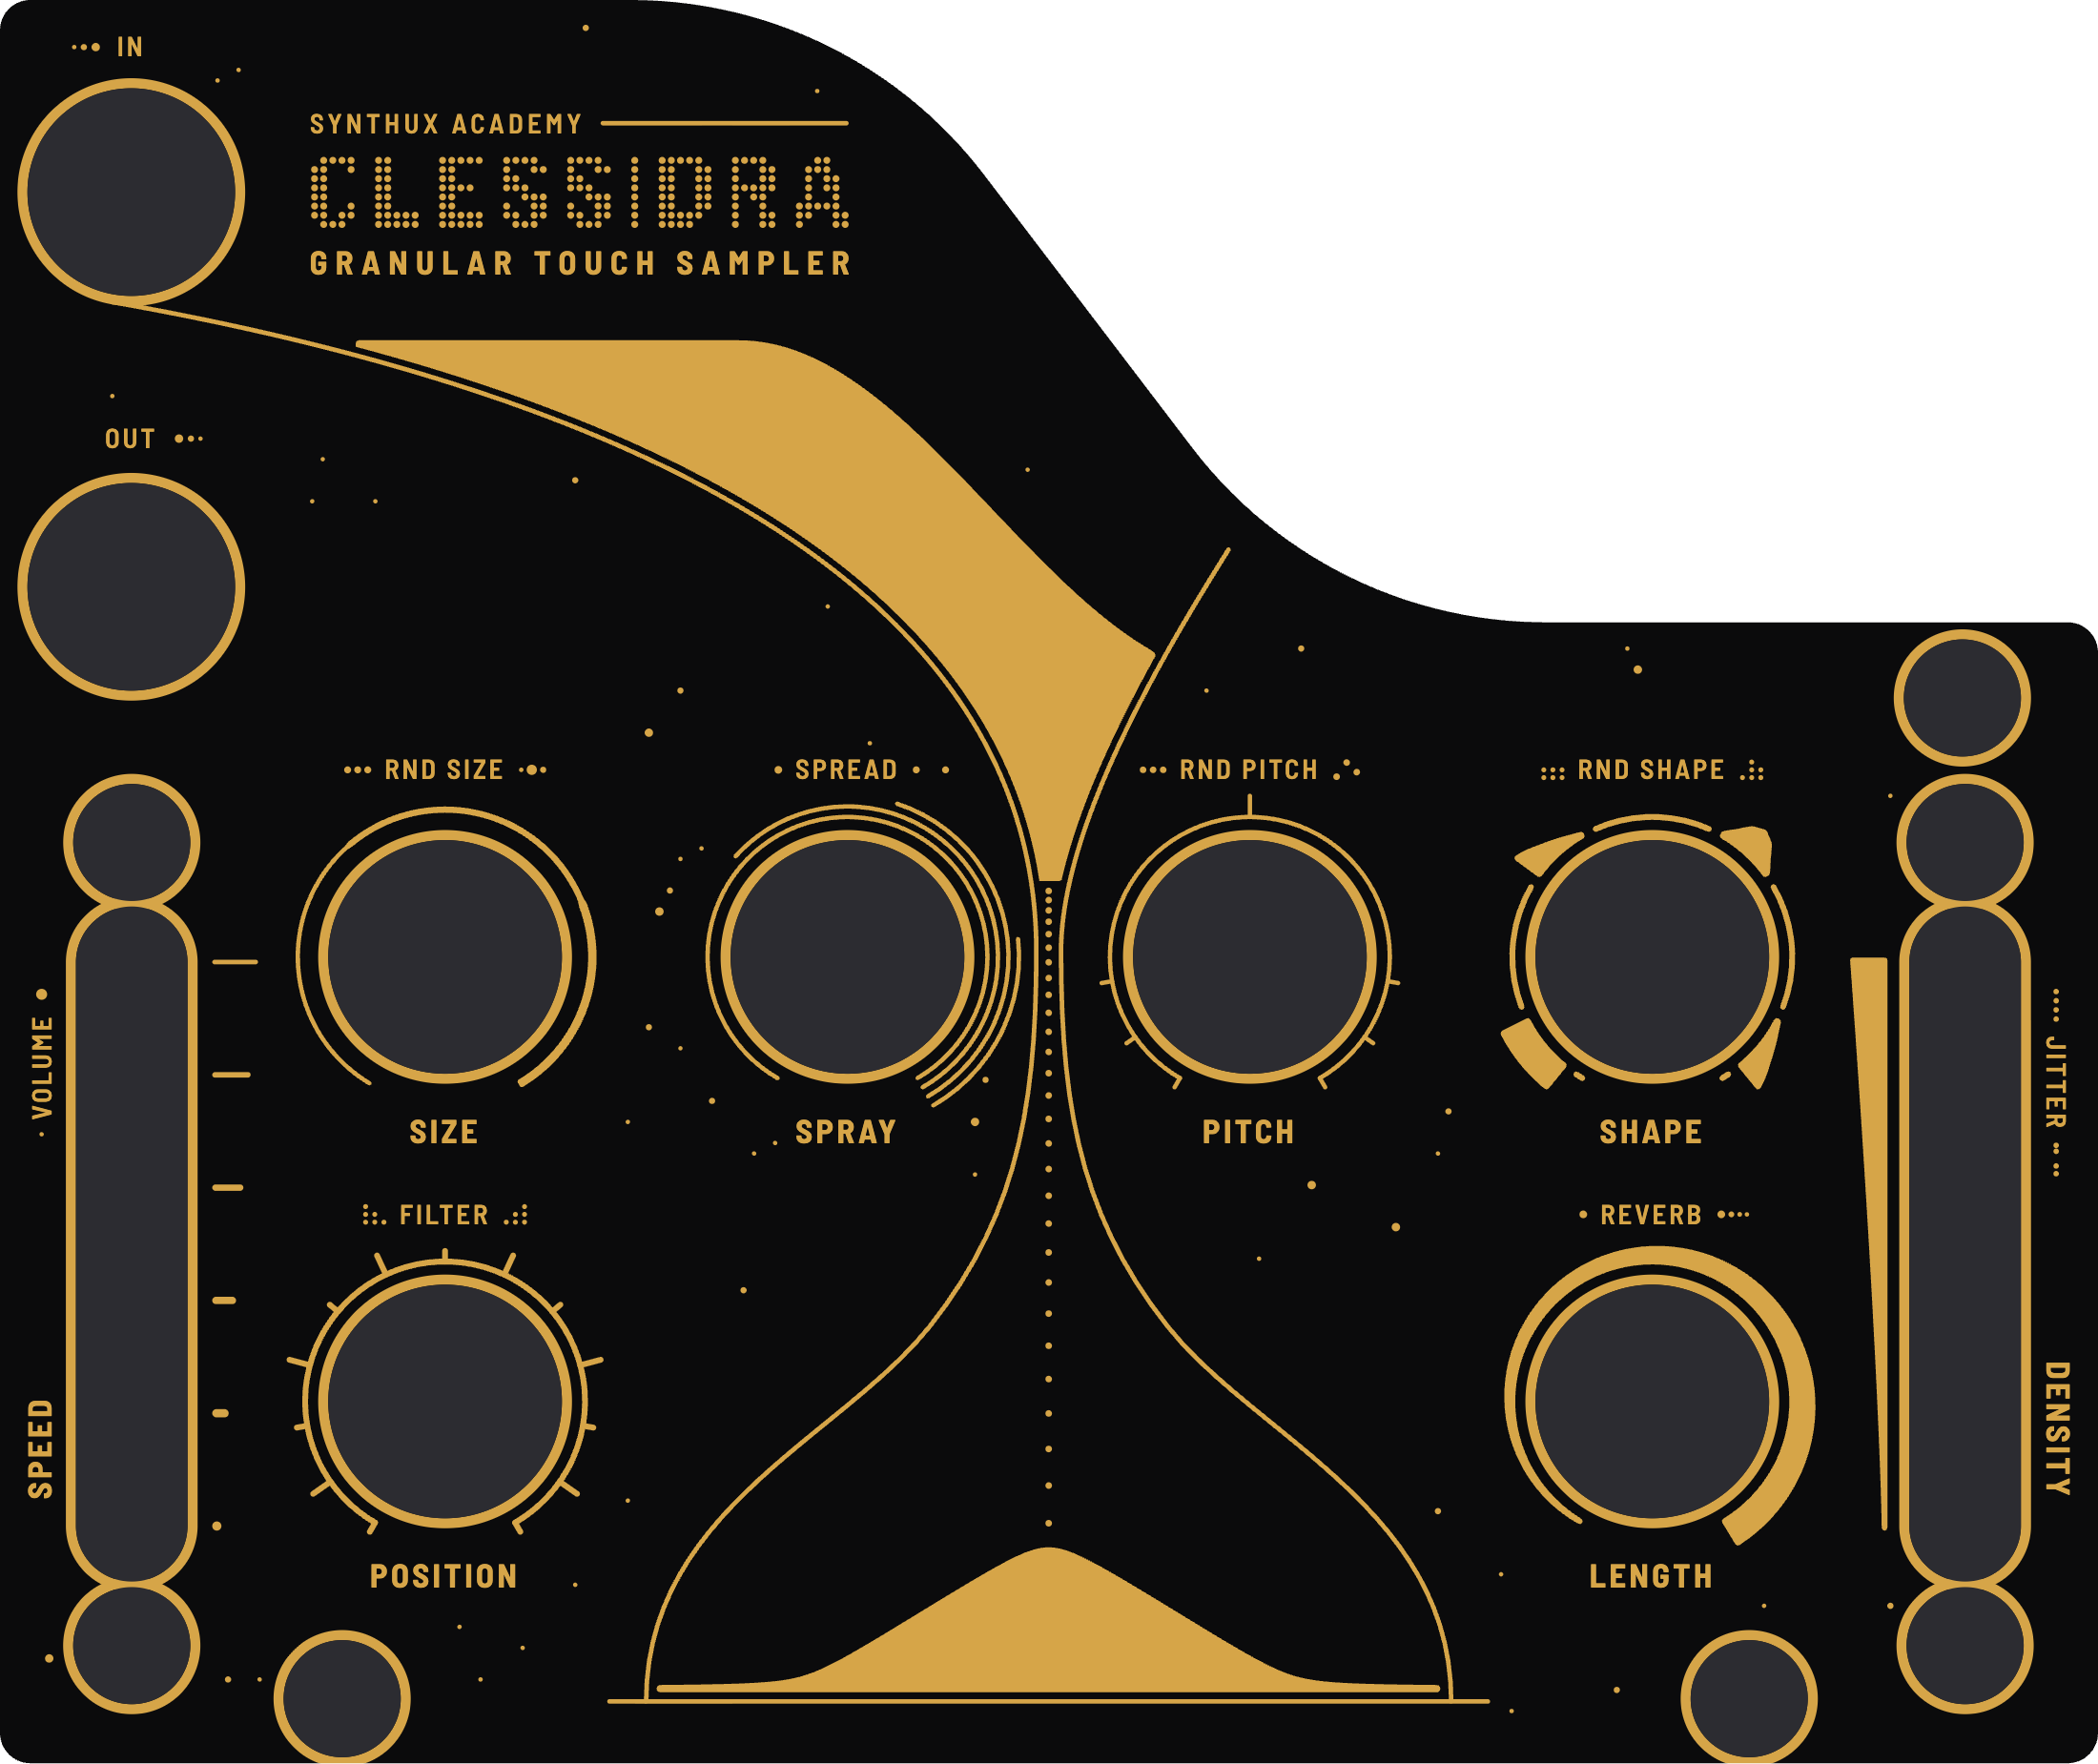 IN
SYNTHUX ACADEMY
CLESSIDRA
GRANULAR TOUCH SAMPLER
OUT
RND SIZE
SPREAD
RND PITCH
RND SHAPE
VOLUME
JITTER
SIZE
SPRAY
PITCH
SHAPE
FILTER
REVERB
SPEED
DENSITY
POSITION
LENGTH